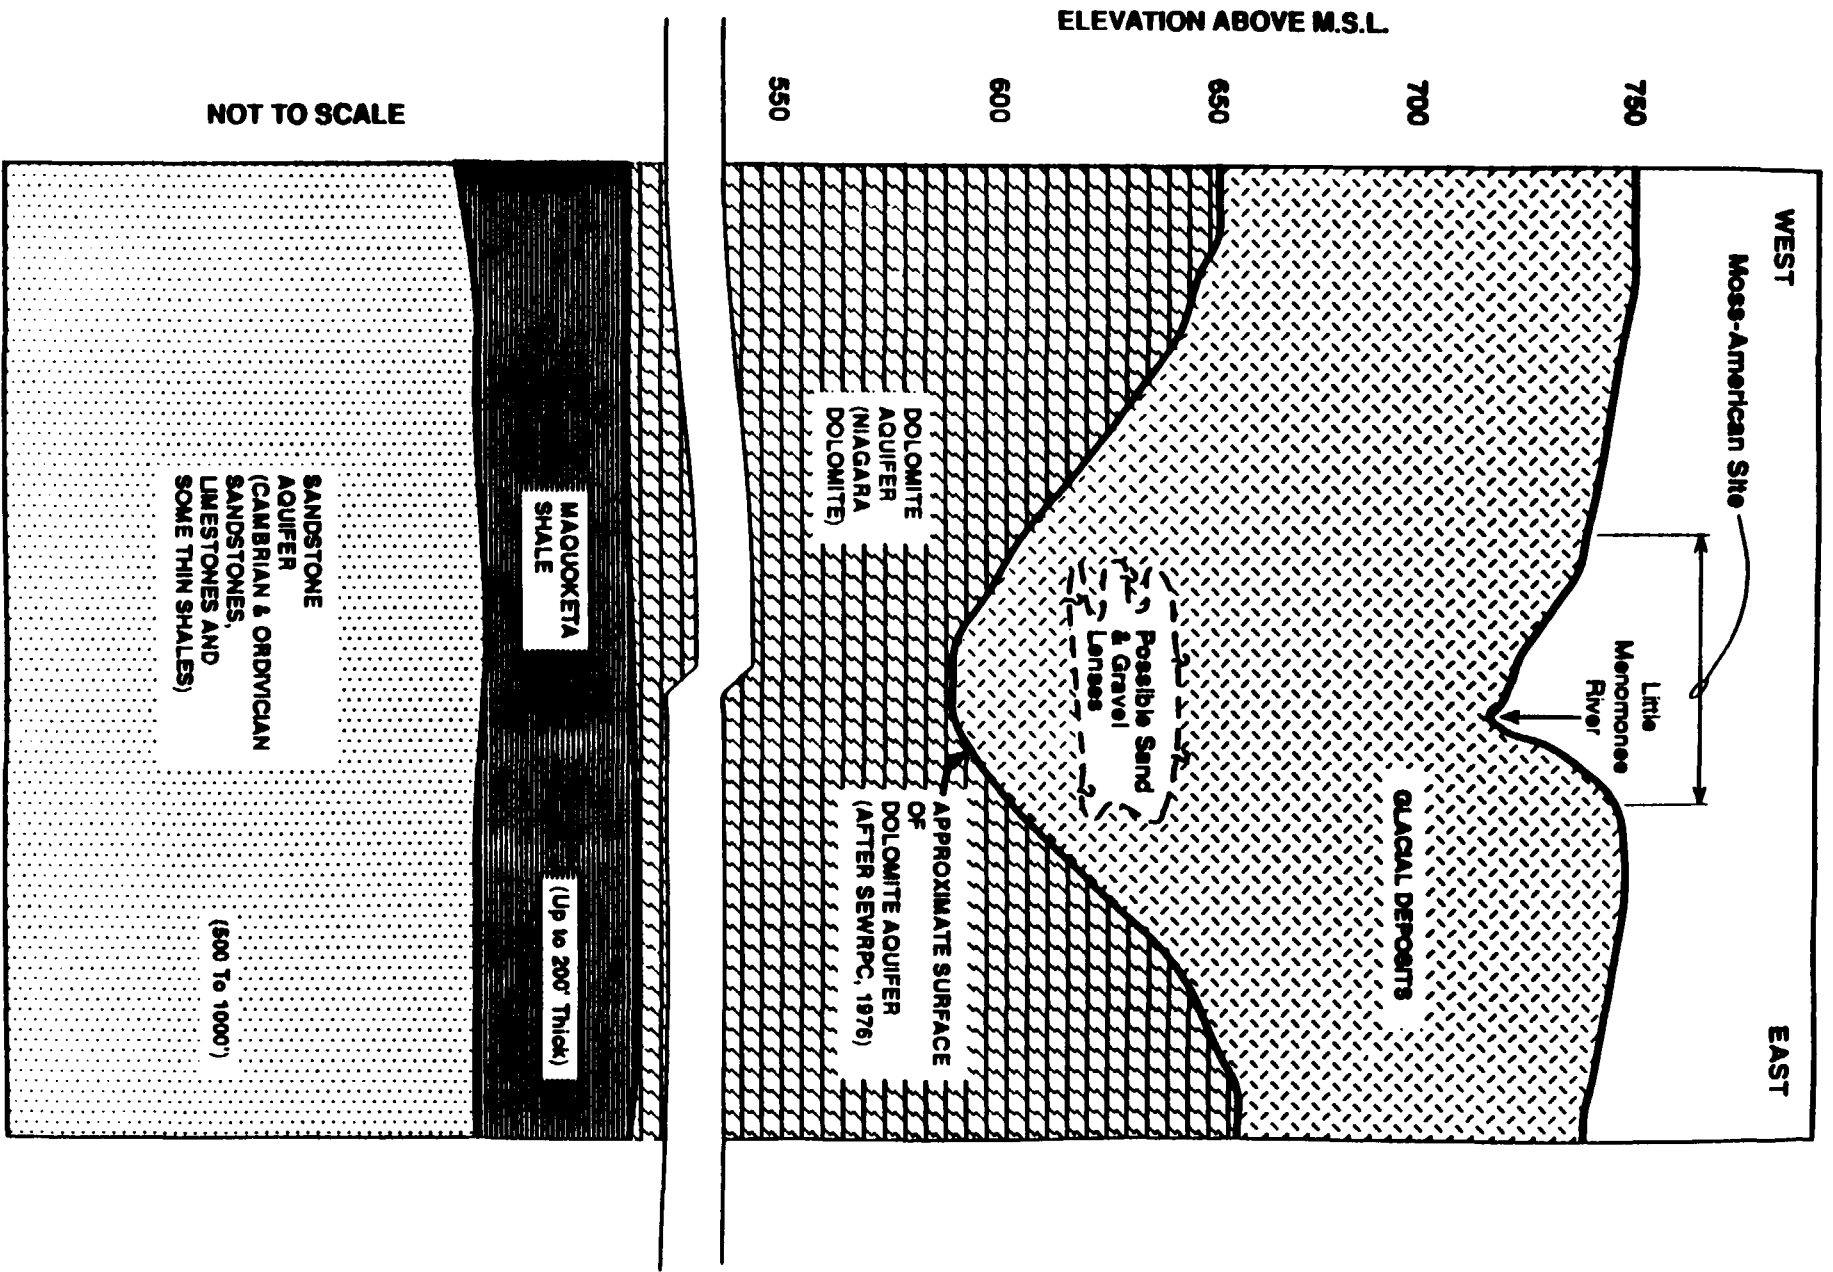 ELEVATION ABOVE M.S.L.
750
700
650
600
550
NOT TO SCALE
WEST
EAST
Moss-American Site
Little
Menomonee
River
GLACIAL DEPOSITS
Possible Sand
& Gravel
Lenses
? ? ? ? ? ?
DOLOMITE
AQUIFER
(NIAGARA
DOLOMITE)
APPROXIMATE SURFACE
OF
DOLOMITE AQUIFER
(AFTER SEWRPC, 1976)
MAQUOKETA
SHALE
(Up to 200' Thick)
SANDSTONE
AQUIFER
(CAMBRIAN & ORDIVICIAN
SANDSTONES,
LIMESTONES AND
SOME THIN SHALES)
(500 To 1000')